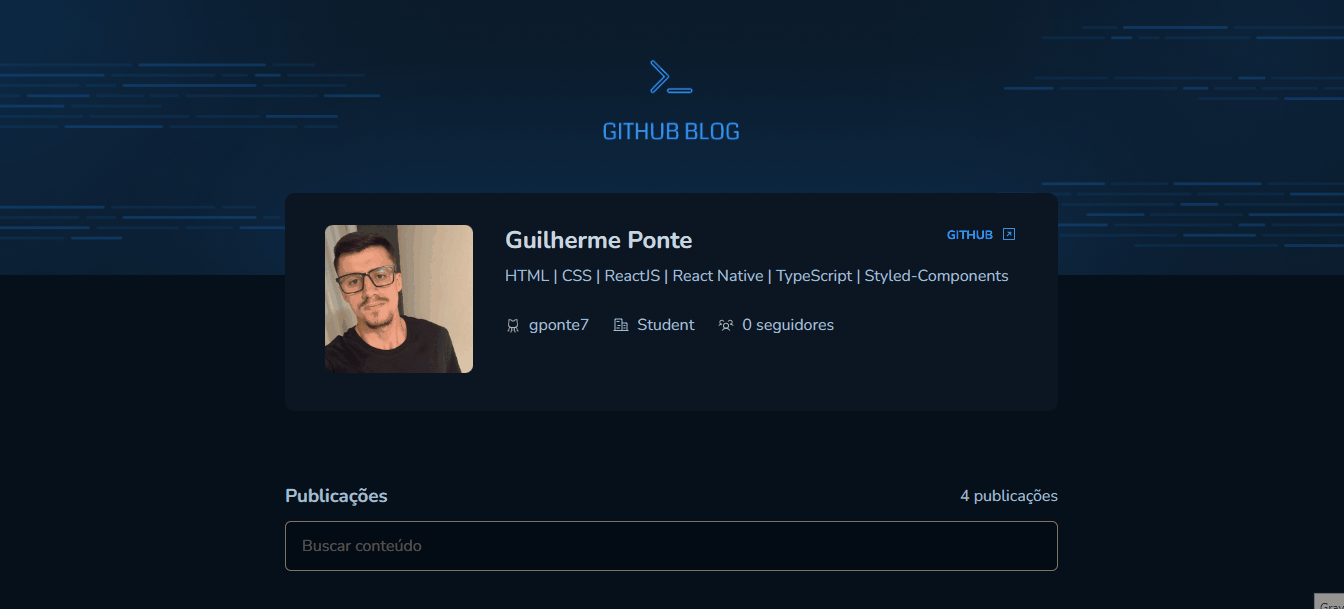 GITHUB BLOG
Guilherme Ponte
GITHUB
HTML | CSS | ReactJS | React Native | TypeScript | Styled-Components
gponte7 Student 0 seguidores
Publicações
4 publicações
Buscar conteúdo